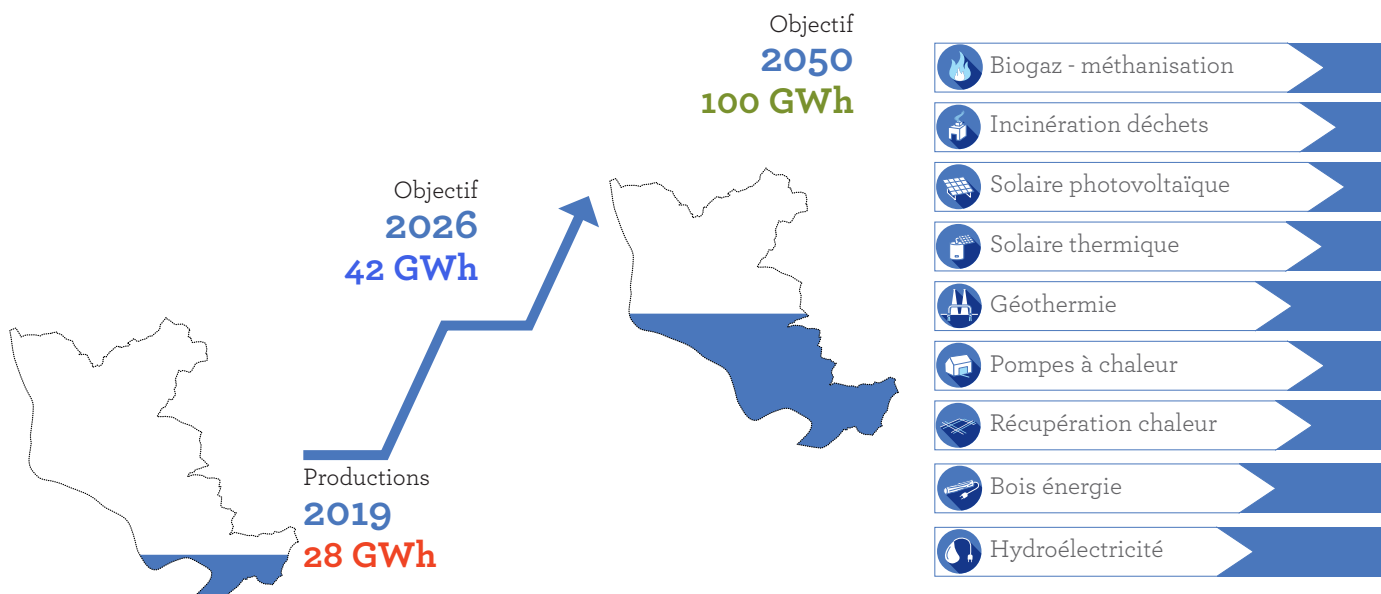 Objectif
2050
100 GWh
Objectif
2026
42 GWh
Productions
2019
28 GWh
Biogaz - méthanisation
Incinération déchets
Solaire photovoltaïque
Solaire thermique
Géothermie
Pompes à chaleur
Récupération chaleur
Bois énergie
Hydroélectricité